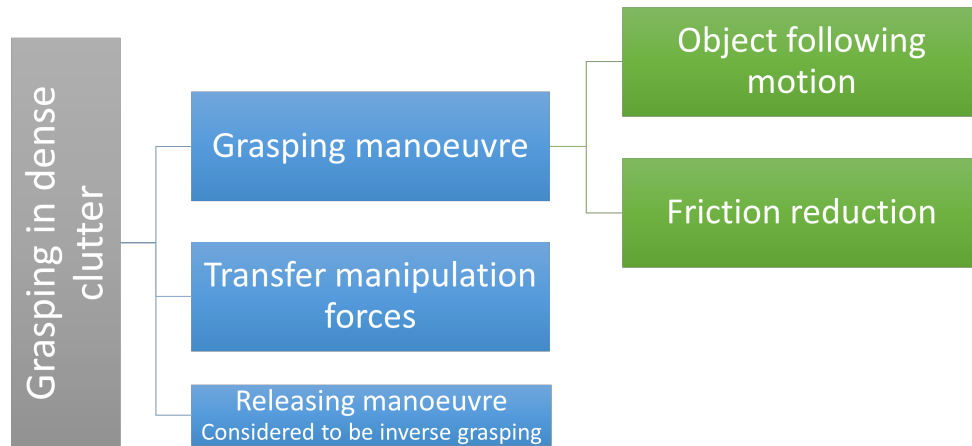 Grasping in dense
clutter
Grasping manoeuvre
Transfer manipulation
forces
Releasing manoeuvre
Considered to be inverse grasping
Object following
motion
Friction reduction